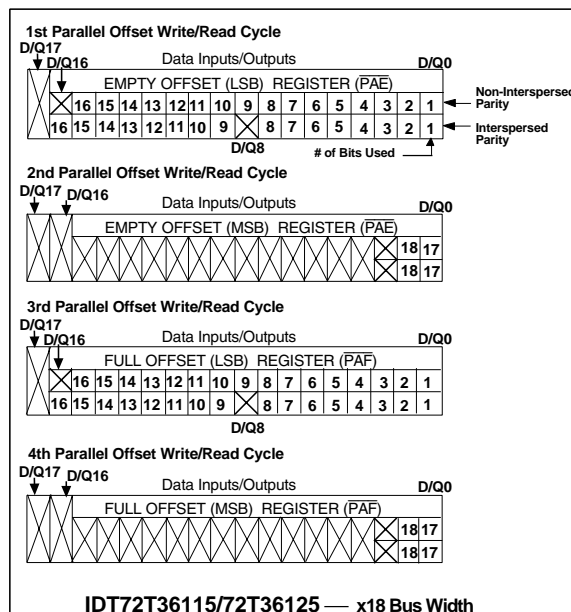 1st Parallel Offset Write/Read Cycle
D/Q17
D/Q16
Data Inputs/Outputs
D/Q0
EMPTY OFFSET (LSB) REGISTER (PAE)
16 15 14 13 12 11 10 9 8 7 6 5 4 3 2 1
Non-Interspersed
Parity
16 15 14 13 12 11 10 9 8 7 6 5 4 3 2 1
Interspersed
Parity
D/Q8
# of Bits Used
2nd Parallel Offset Write/Read Cycle
D/Q17
D/Q16
Data Inputs/Outputs
D/Q0
EMPTY OFFSET (MSB) REGISTER (PAE)
18 17
18 17
3rd Parallel Offset Write/Read Cycle
D/Q17
D/Q16
Data Inputs/Outputs
D/Q0
FULL OFFSET (LSB) REGISTER (PAF)
16 15 14 13 12 11 10 9 8 7 6 5 4 3 2 1
16 15 14 13 12 11 10 9 8 7 6 5 4 3 2 1
D/Q8
4th Parallel Offset Write/Read Cycle
D/Q17
D/Q16
Data Inputs/Outputs
D/Q0
FULL OFFSET (MSB) REGISTER (PAF)
18 17
18 17
IDT72T36115/72T36125 — x18 Bus Width